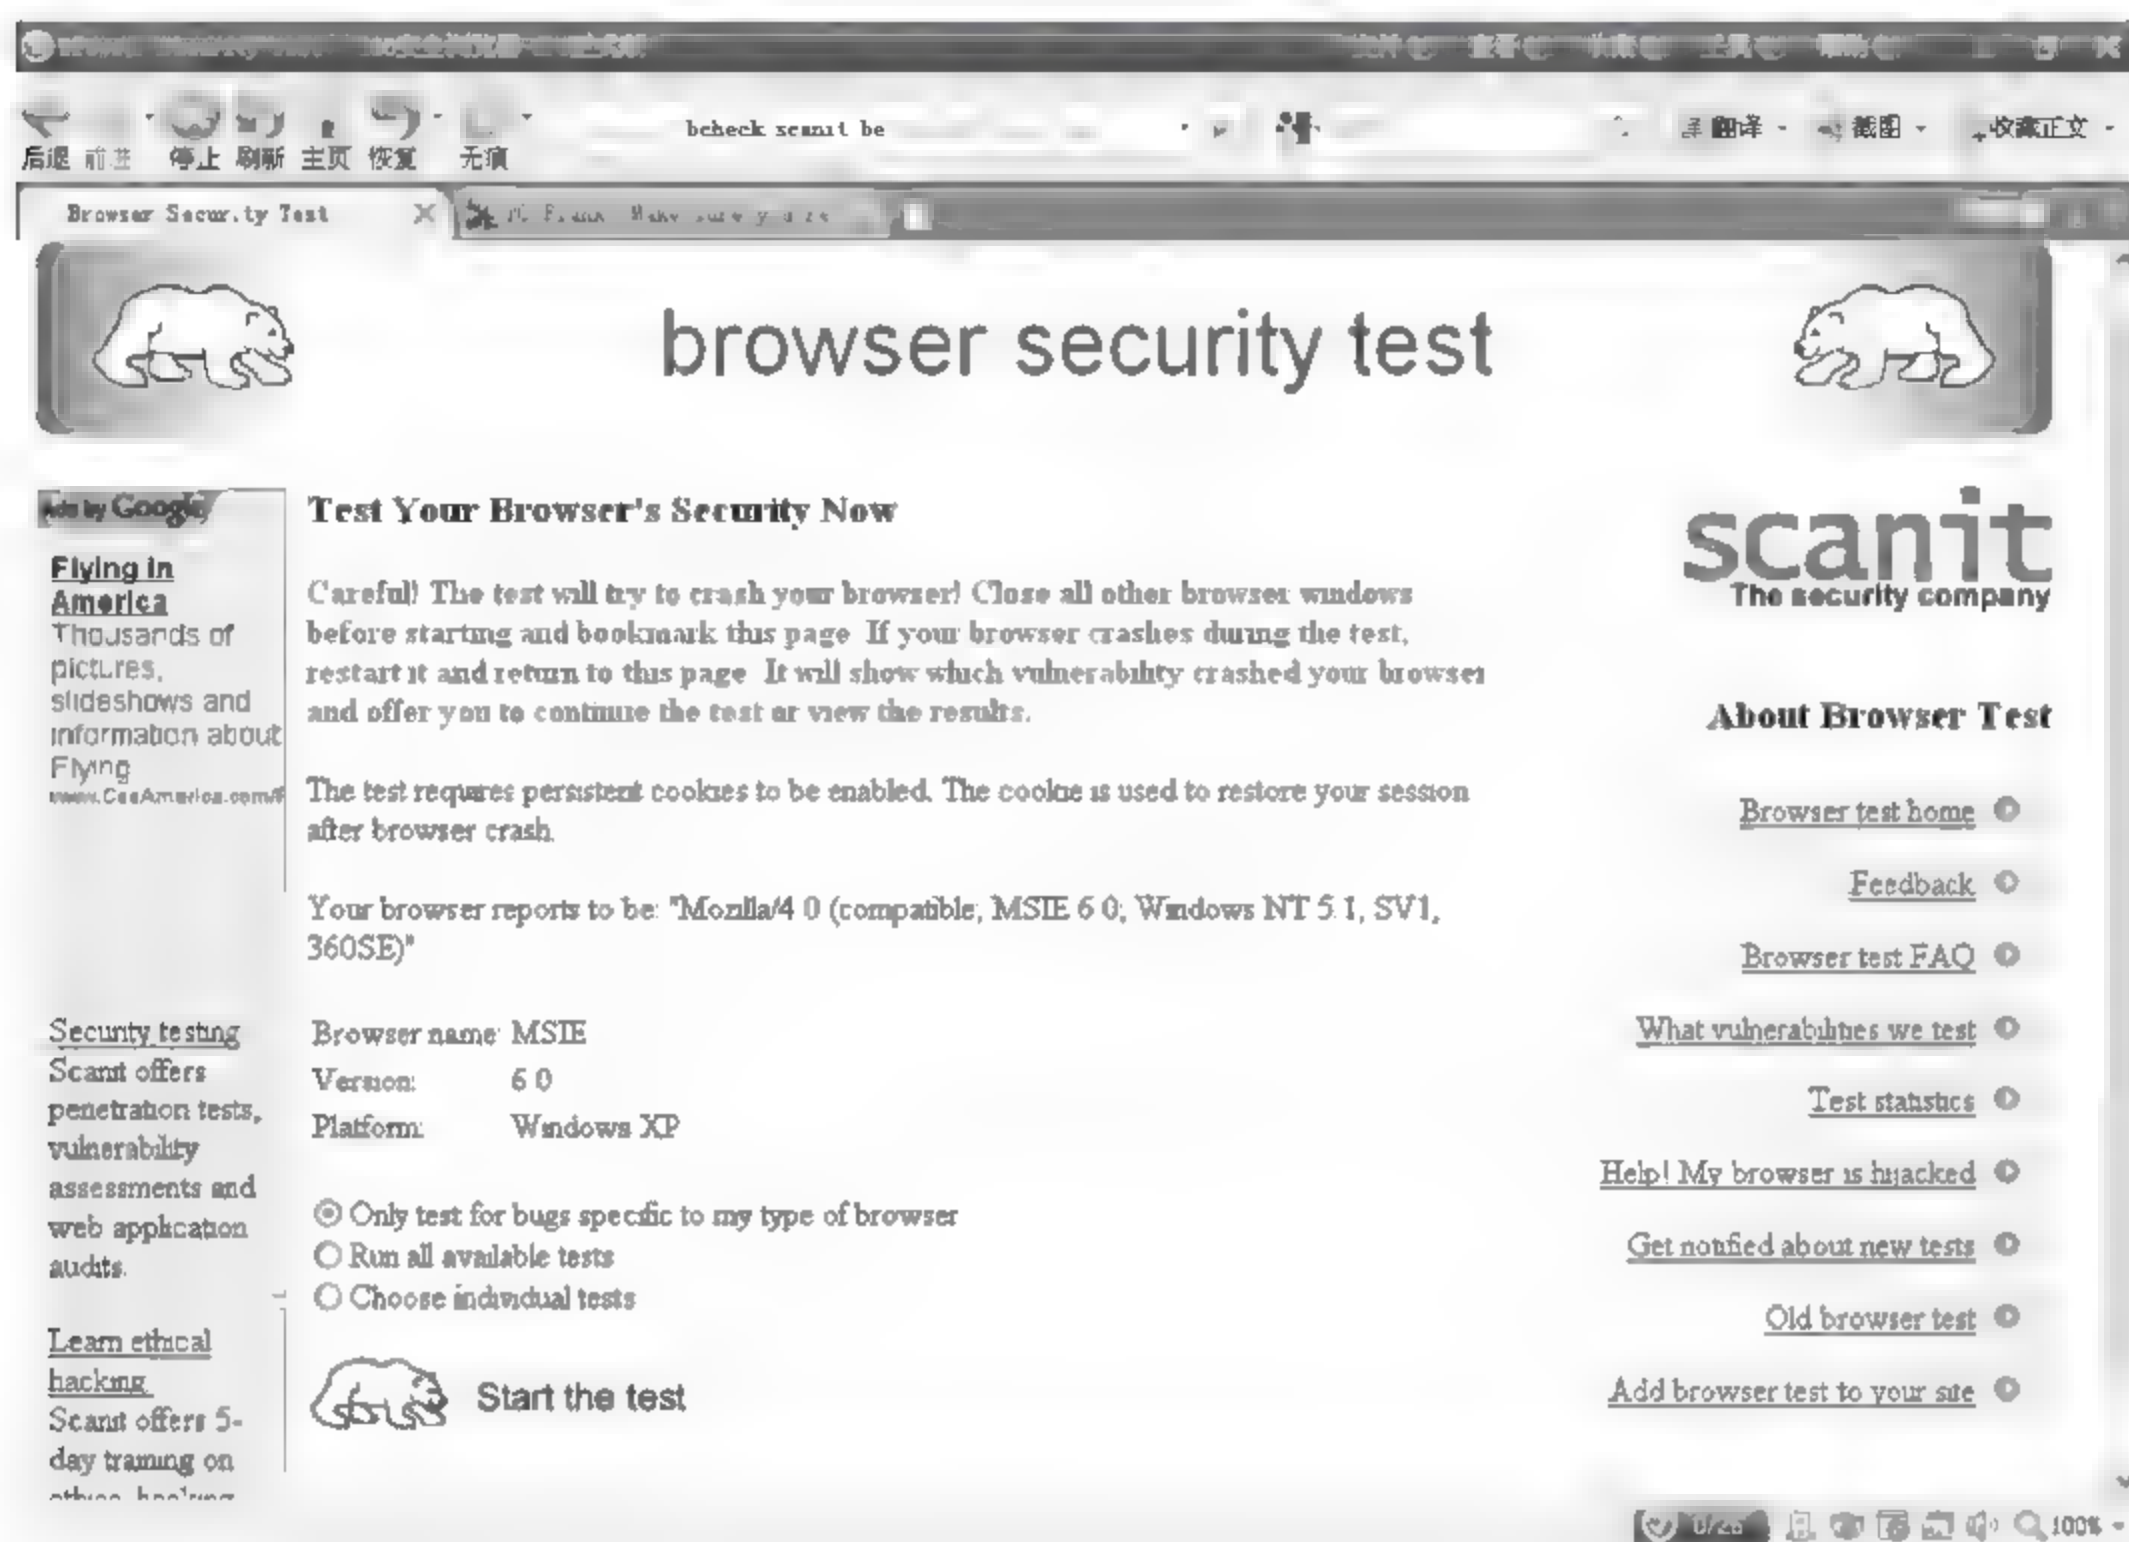 bcheck scanit be
翻译 截图 收藏正文
后退 前进 停止 刷新 主页 恢复 无痕
Browser Security Test
browser security test
Ads by Google
Flying in
America
Thousands of
pictures,
slideshows and
information about
Flying
Security testing
Scanit offers
penetration tests,
vulnerability
assessments and
web application
audits.
Learn ethical
hacking
Scanit offers 5-
day training on
Test Your Browser's Security Now
Careful! The test will try to crash your browser! Close all other browser windows
before starting and bookmark this page. If your browser crashes during the test,
restart it and return to this page. It will show which vulnerability crashed your browser
and offer you to continue the test or view the results.
The test requires persistent cookies to be enabled. The cookie is used to restore your session
after browser crash.
Your browser reports to be: "Mozilla/4.0 (compatible; MSIE 6.0; Windows NT 5.1; SV1;
360SE)"
Browser name: MSIE
Version: 6.0
Platform: Windows XP
Only test for bugs specific to my type of browser
Run all available tests
Choose individual tests
Start the test
scanit
The security company
About Browser Test
Browser test home
Feedback
Browser test FAQ
What vulnerabilities we test
Test statistics
Help! My browser is hijacked
Get notified about new tests
Old browser test
Add browser test to your site
100%